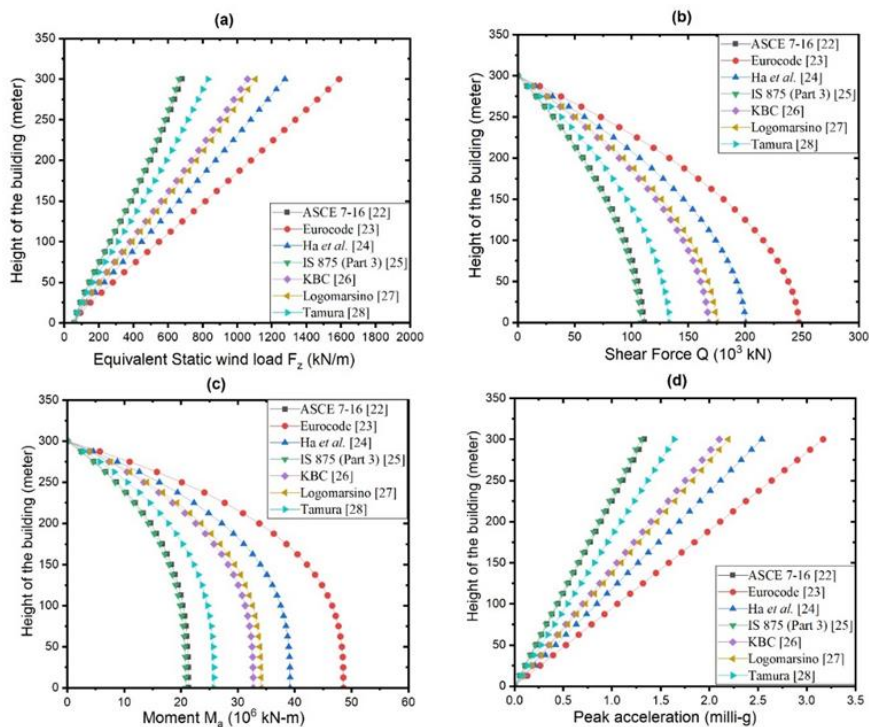 (a)
Height of the building (meter)
350
300
250
200
150
100
50
0
0 200 400 600 800 1000 1200 1400 1600 1800 2000
Equivalent Static wind load F_z (kN/m)
ASCE 7-16 [22]
Eurocode [23]
Ha et al. [24]
IS 875 (Part 3) [25]
KBC [26]
Logomarsino [27]
Tamura [28]
(b)
Height of the building (meter)
350
300
250
200
150
100
50
0
0 50 100 150 200 250 300
Shear Force Q (10³ kN)
ASCE 7-16 [22]
Eurocode [23]
Ha et al. [24]
IS 875 (Part 3) [25]
KBC [26]
Logomarsino [27]
Tamura [28]
(c)
Height of the building (meter)
350
300
250
200
150
100
50
0
0 10 20 30 40 50 60
Moment M_a (10⁶ kN-m)
ASCE 7-16 [22]
Eurocode [23]
Ha et al. [24]
IS 875 (Part 3) [25]
KBC [26]
Logomarsino [27]
Tamura [28]
(d)
Height of the building (meter)
350
300
250
200
150
100
50
0
0.0 0.5 1.0 1.5 2.0 2.5 3.0 3.5
Peak acceleration (milli-g)
ASCE 7-16 [22]
Eurocode [23]
Ha et al. [24]
IS 875 (Part 3) [25]
KBC [26]
Logomarsino [27]
Tamura [28]